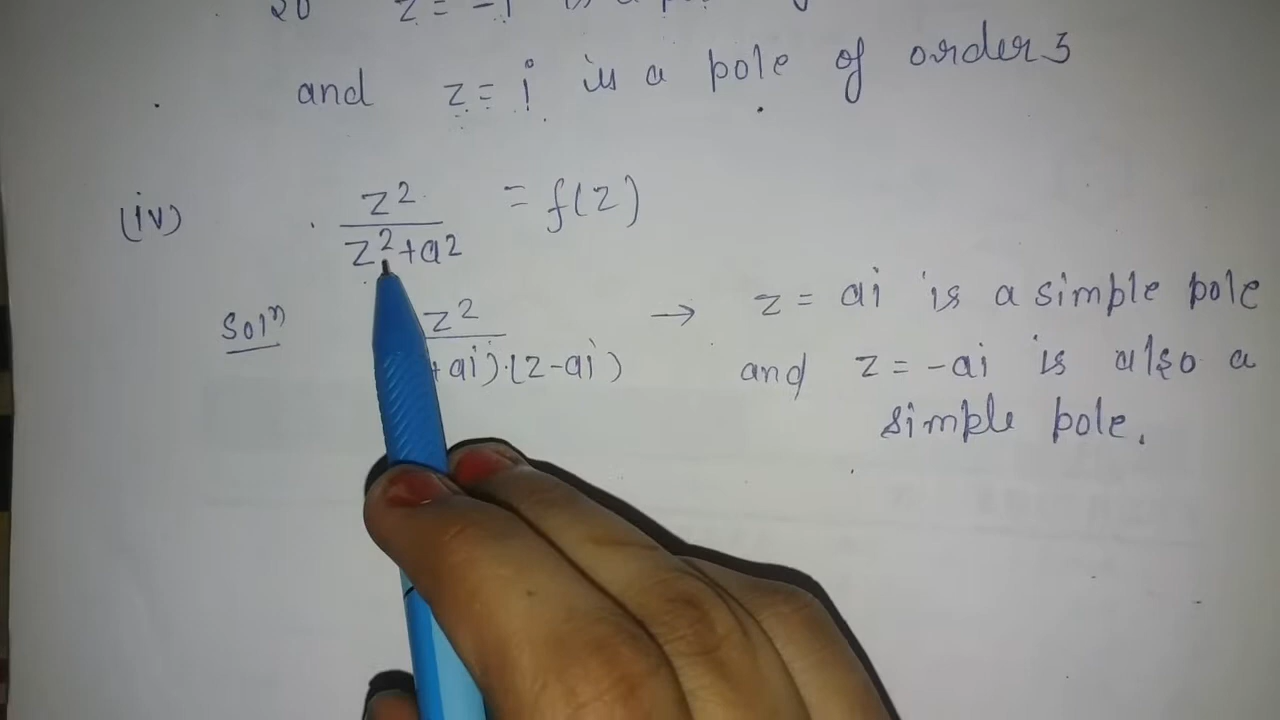 z = -i is a
and z = i is a pole of order 3
(iv) z²/(z²+a²) = f(z)
Solⁿ z²/(+ai)·(z-ai) → z = ai is a simple pole
and z = -ai is also a
simple pole.